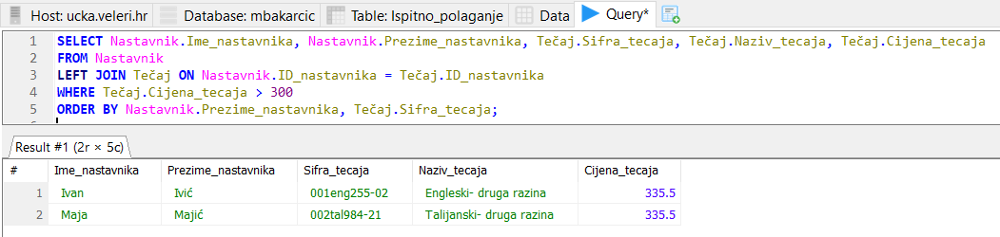 Host: ucka.veleri.hr Database: mbakarcic Table: Ispitno_polaganje Data Query*
1 SELECT Nastavnik.Ime_nastavnika, Nastavnik.Prezime_nastavnika, Tečaj.Sifra_tecaja, Tečaj.Naziv_tecaja, Tečaj.Cijena_tecaja
2 FROM Nastavnik
3 LEFT JOIN Tečaj ON Nastavnik.ID_nastavnika = Tečaj.ID_nastavnika
4 WHERE Tečaj.Cijena_tecaja > 300
5 ORDER BY Nastavnik.Prezime_nastavnika, Tečaj.Sifra_tecaja;
Result #1 (2r × 5c)
# Ime_nastavnika Prezime_nastavnika Sifra_tecaja Naziv_tecaja Cijena_tecaja
1 Ivan Ivić 001eng255-02 Engleski- druga razina 335.5
2 Maja Majić 002tal984-21 Talijanski- druga razina 335.5